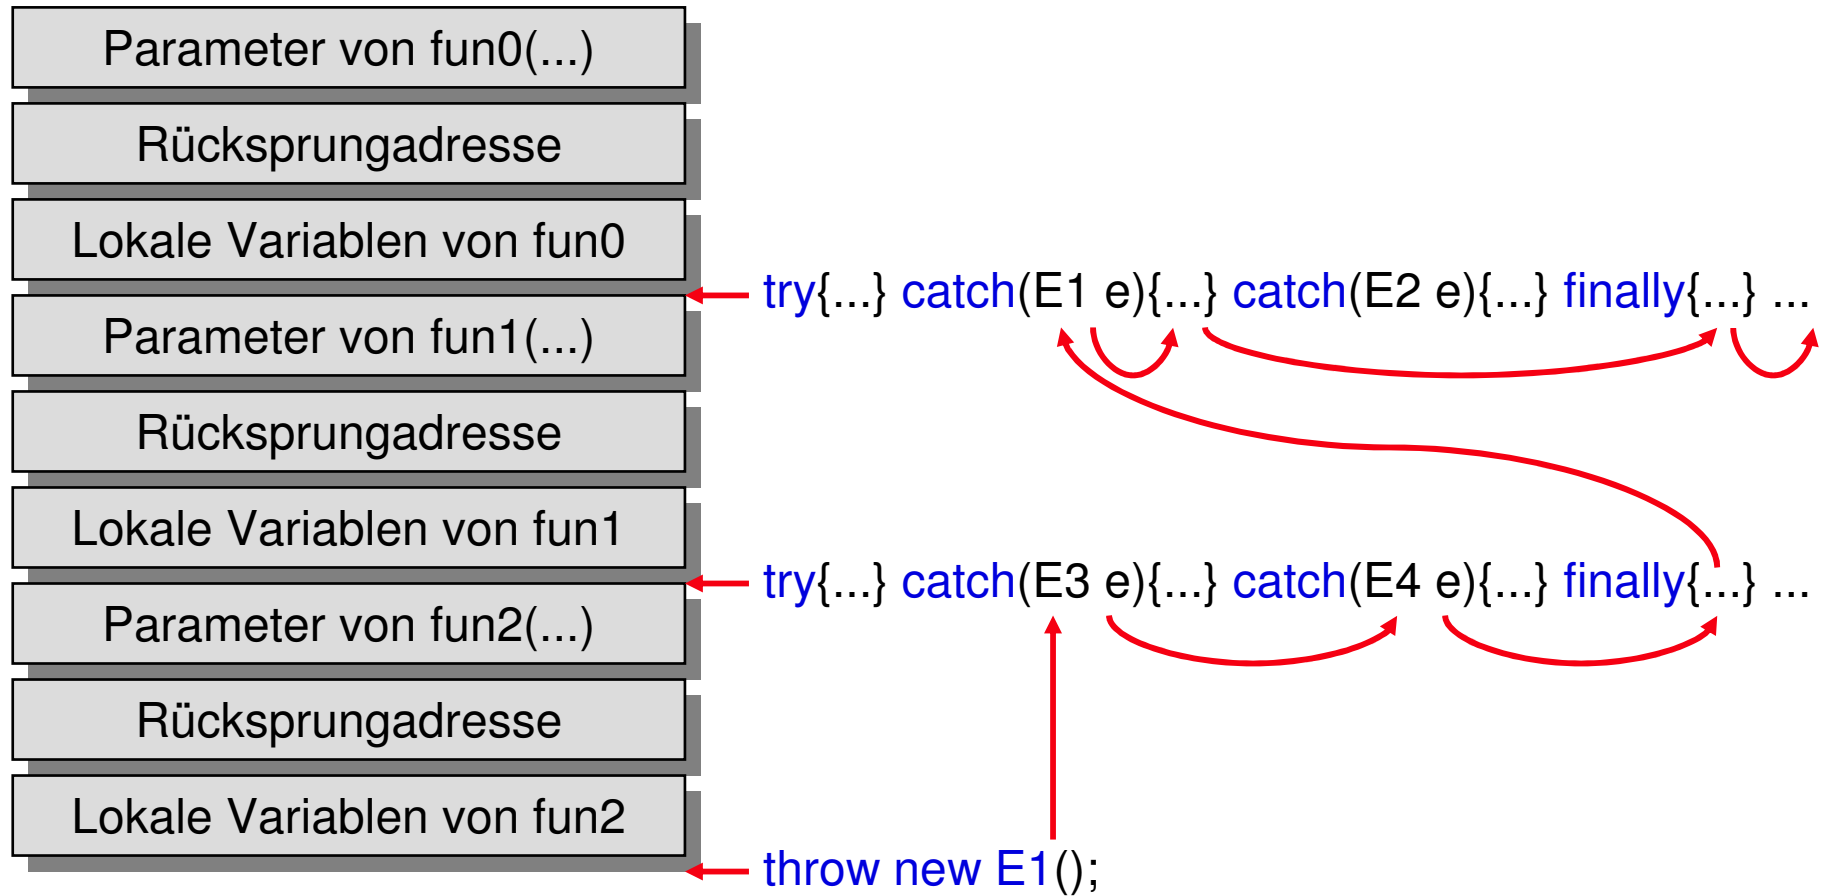 Parameter von fun0(...)
Rücksprungadresse
Lokale Variablen von fun0
try{...} catch(E1 e){...} catch(E2 e){...} finally{...} ...
Parameter von fun1(...)
Rücksprungadresse
Lokale Variablen von fun1
try{...} catch(E3 e){...} catch(E4 e){...} finally{...} ...
Parameter von fun2(...)
Rücksprungadresse
Lokale Variablen von fun2
throw new E1();